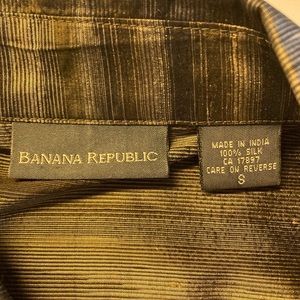 BANANA REPUBLIC
MADE IN INDIA
100% SILK
CA 17897
CARE ON REVERSE
S